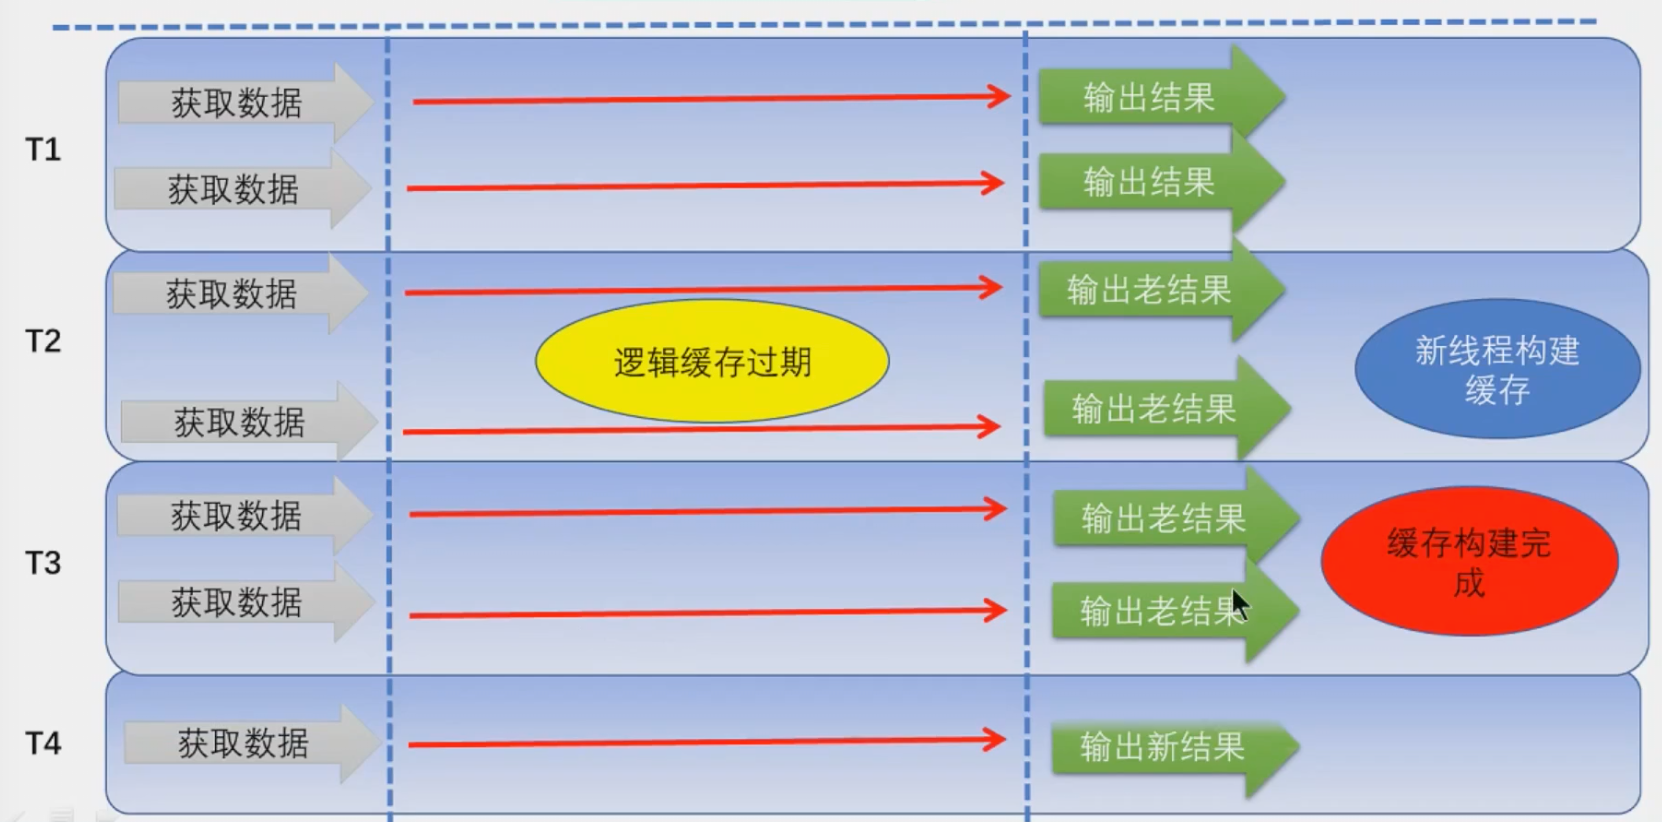 T1
获取数据
输出结果
获取数据
输出结果
T2
获取数据
输出老结果
逻辑缓存过期
新线程构建
缓存
获取数据
输出老结果
T3
获取数据
输出老结果
缓存构建完
成
获取数据
输出老结果
T4
获取数据
输出新结果